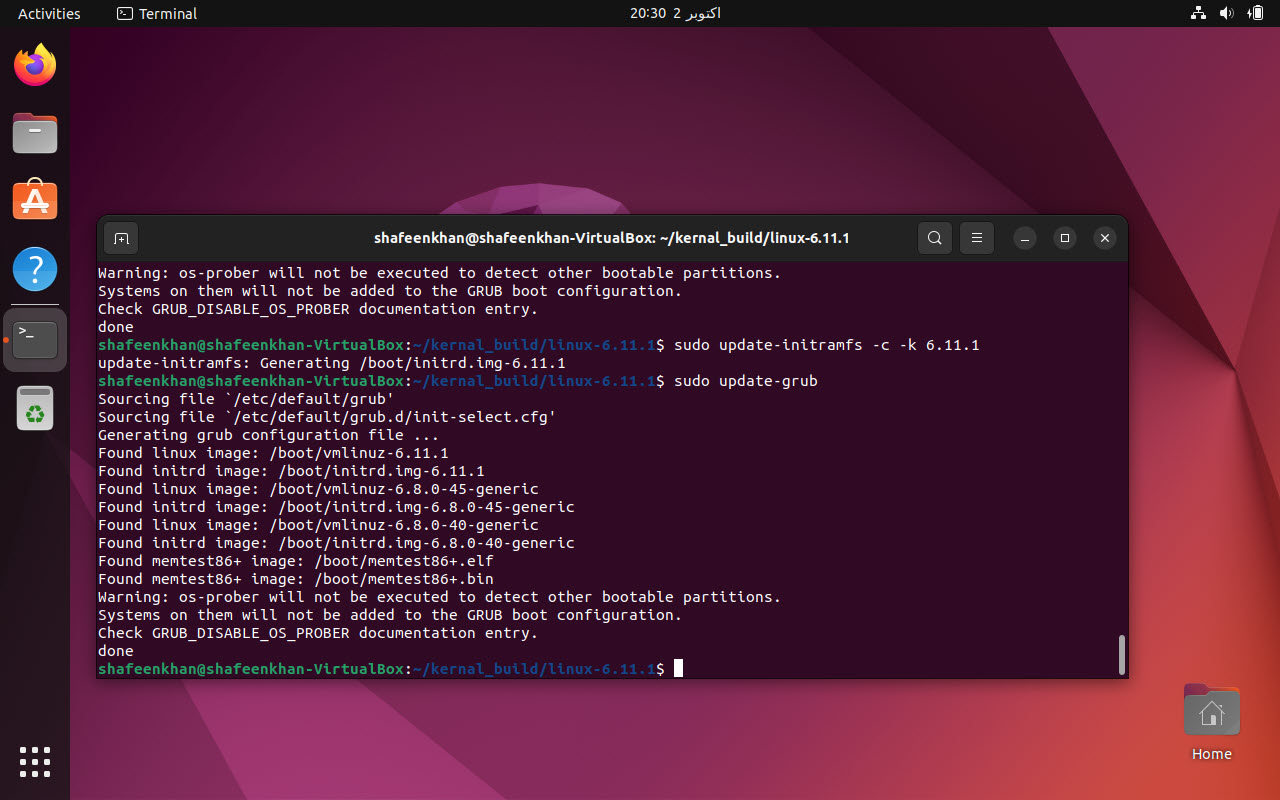 Activities
Terminal
20:30 2 اکتوبر
shafeenkhan@shafeenkhan-VirtualBox: ~/kernal_build/linux-6.11.1
Warning: os-prober will not be executed to detect other bootable partitions.
Systems on them will not be added to the GRUB boot configuration.
Check GRUB_DISABLE_OS_PROBER documentation entry.
done
shafeenkhan@shafeenkhan-VirtualBox:~/kernal_build/linux-6.11.1$ sudo update-initramfs -c -k 6.11.1
update-initramfs: Generating /boot/initrd.img-6.11.1
shafeenkhan@shafeenkhan-VirtualBox:~/kernal_build/linux-6.11.1$ sudo update-grub
Sourcing file `/etc/default/grub'
Sourcing file `/etc/default/grub.d/init-select.cfg'
Generating grub configuration file ...
Found linux image: /boot/vmlinuz-6.11.1
Found initrd image: /boot/initrd.img-6.11.1
Found linux image: /boot/vmlinuz-6.8.0-45-generic
Found initrd image: /boot/initrd.img-6.8.0-45-generic
Found linux image: /boot/vmlinuz-6.8.0-40-generic
Found initrd image: /boot/initrd.img-6.8.0-40-generic
Found memtest86+ image: /boot/memtest86+.elf
Found memtest86+ image: /boot/memtest86+.bin
Warning: os-prober will not be executed to detect other bootable partitions.
Systems on them will not be added to the GRUB boot configuration.
Check GRUB_DISABLE_OS_PROBER documentation entry.
done
shafeenkhan@shafeenkhan-VirtualBox:~/kernal_build/linux-6.11.1$
Home